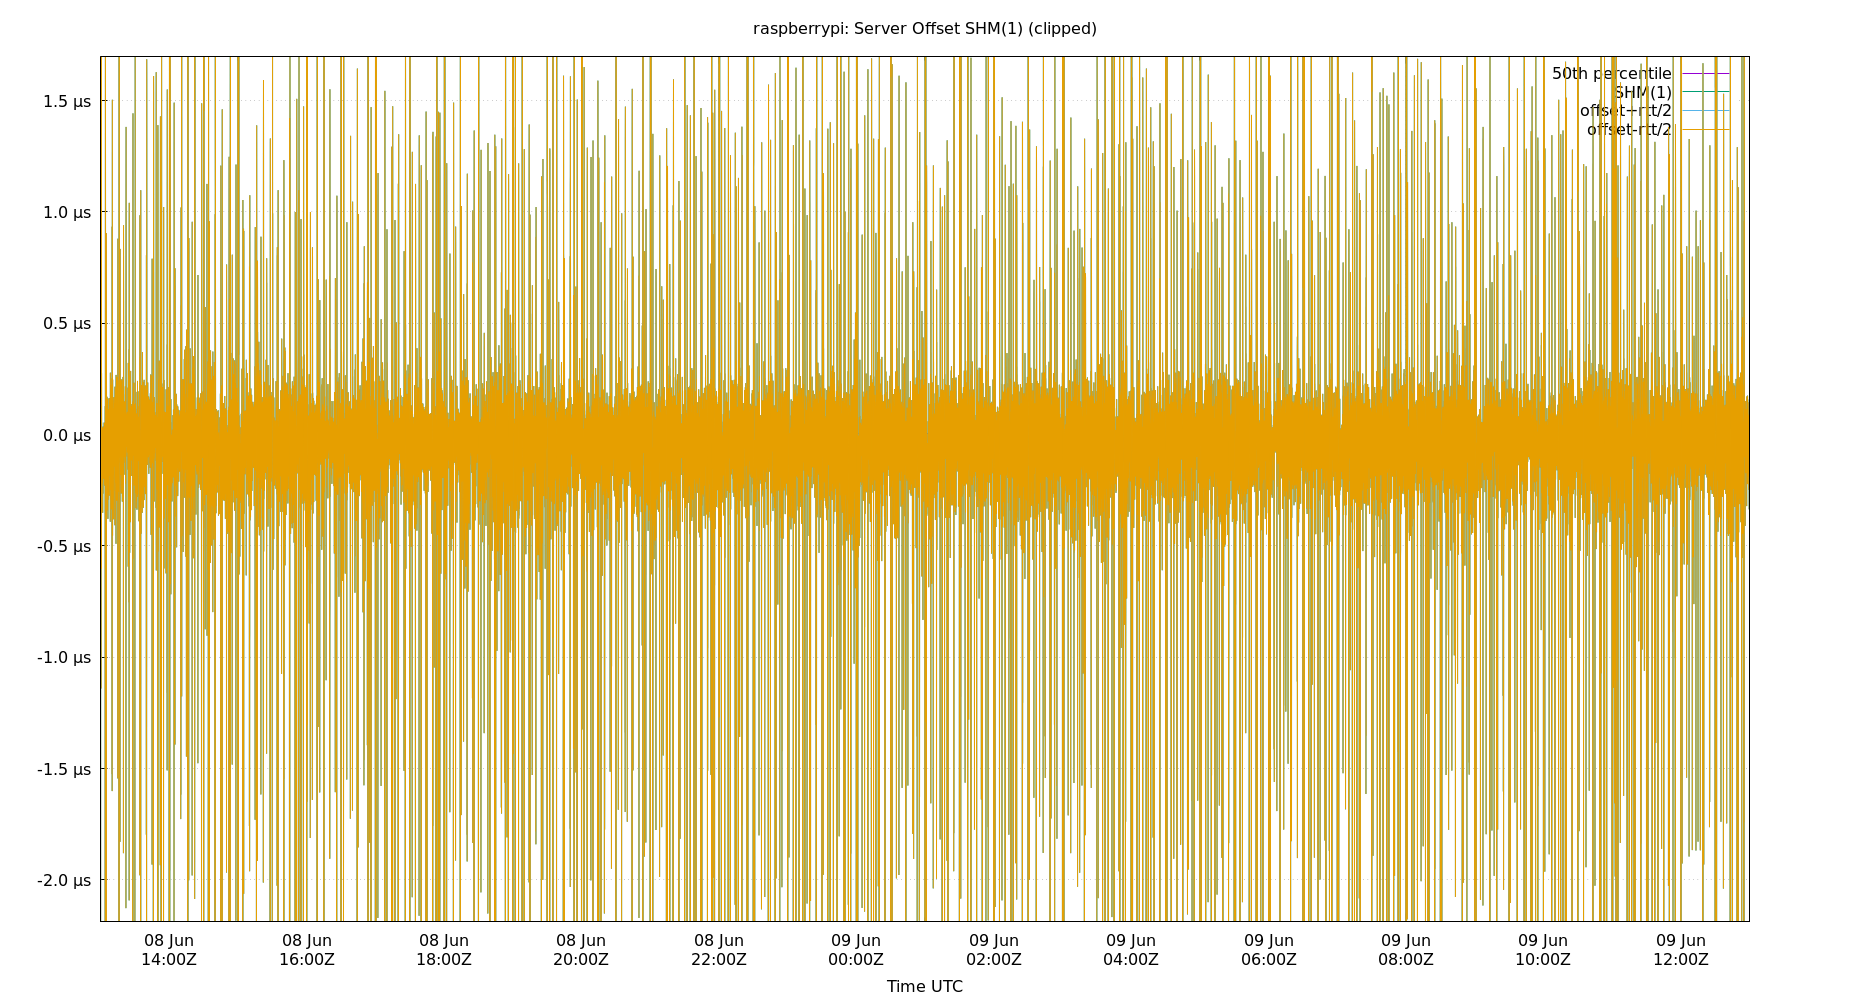 raspberrypi: Server Offset SHM(1) (clipped)
50th percentile
SHM(1)
offset+rtt/2
offset-rtt/2
1.5 µs
1.0 µs
0.5 µs
0.0 µs
-0.5 µs
-1.0 µs
-1.5 µs
-2.0 µs
08 Jun 08 Jun 08 Jun 08 Jun 08 Jun 09 Jun 09 Jun 09 Jun 09 Jun 09 Jun 09 Jun 09 Jun
14:00Z 16:00Z 18:00Z 20:00Z 22:00Z 00:00Z 02:00Z 04:00Z 06:00Z 08:00Z 10:00Z 12:00Z
Time UTC